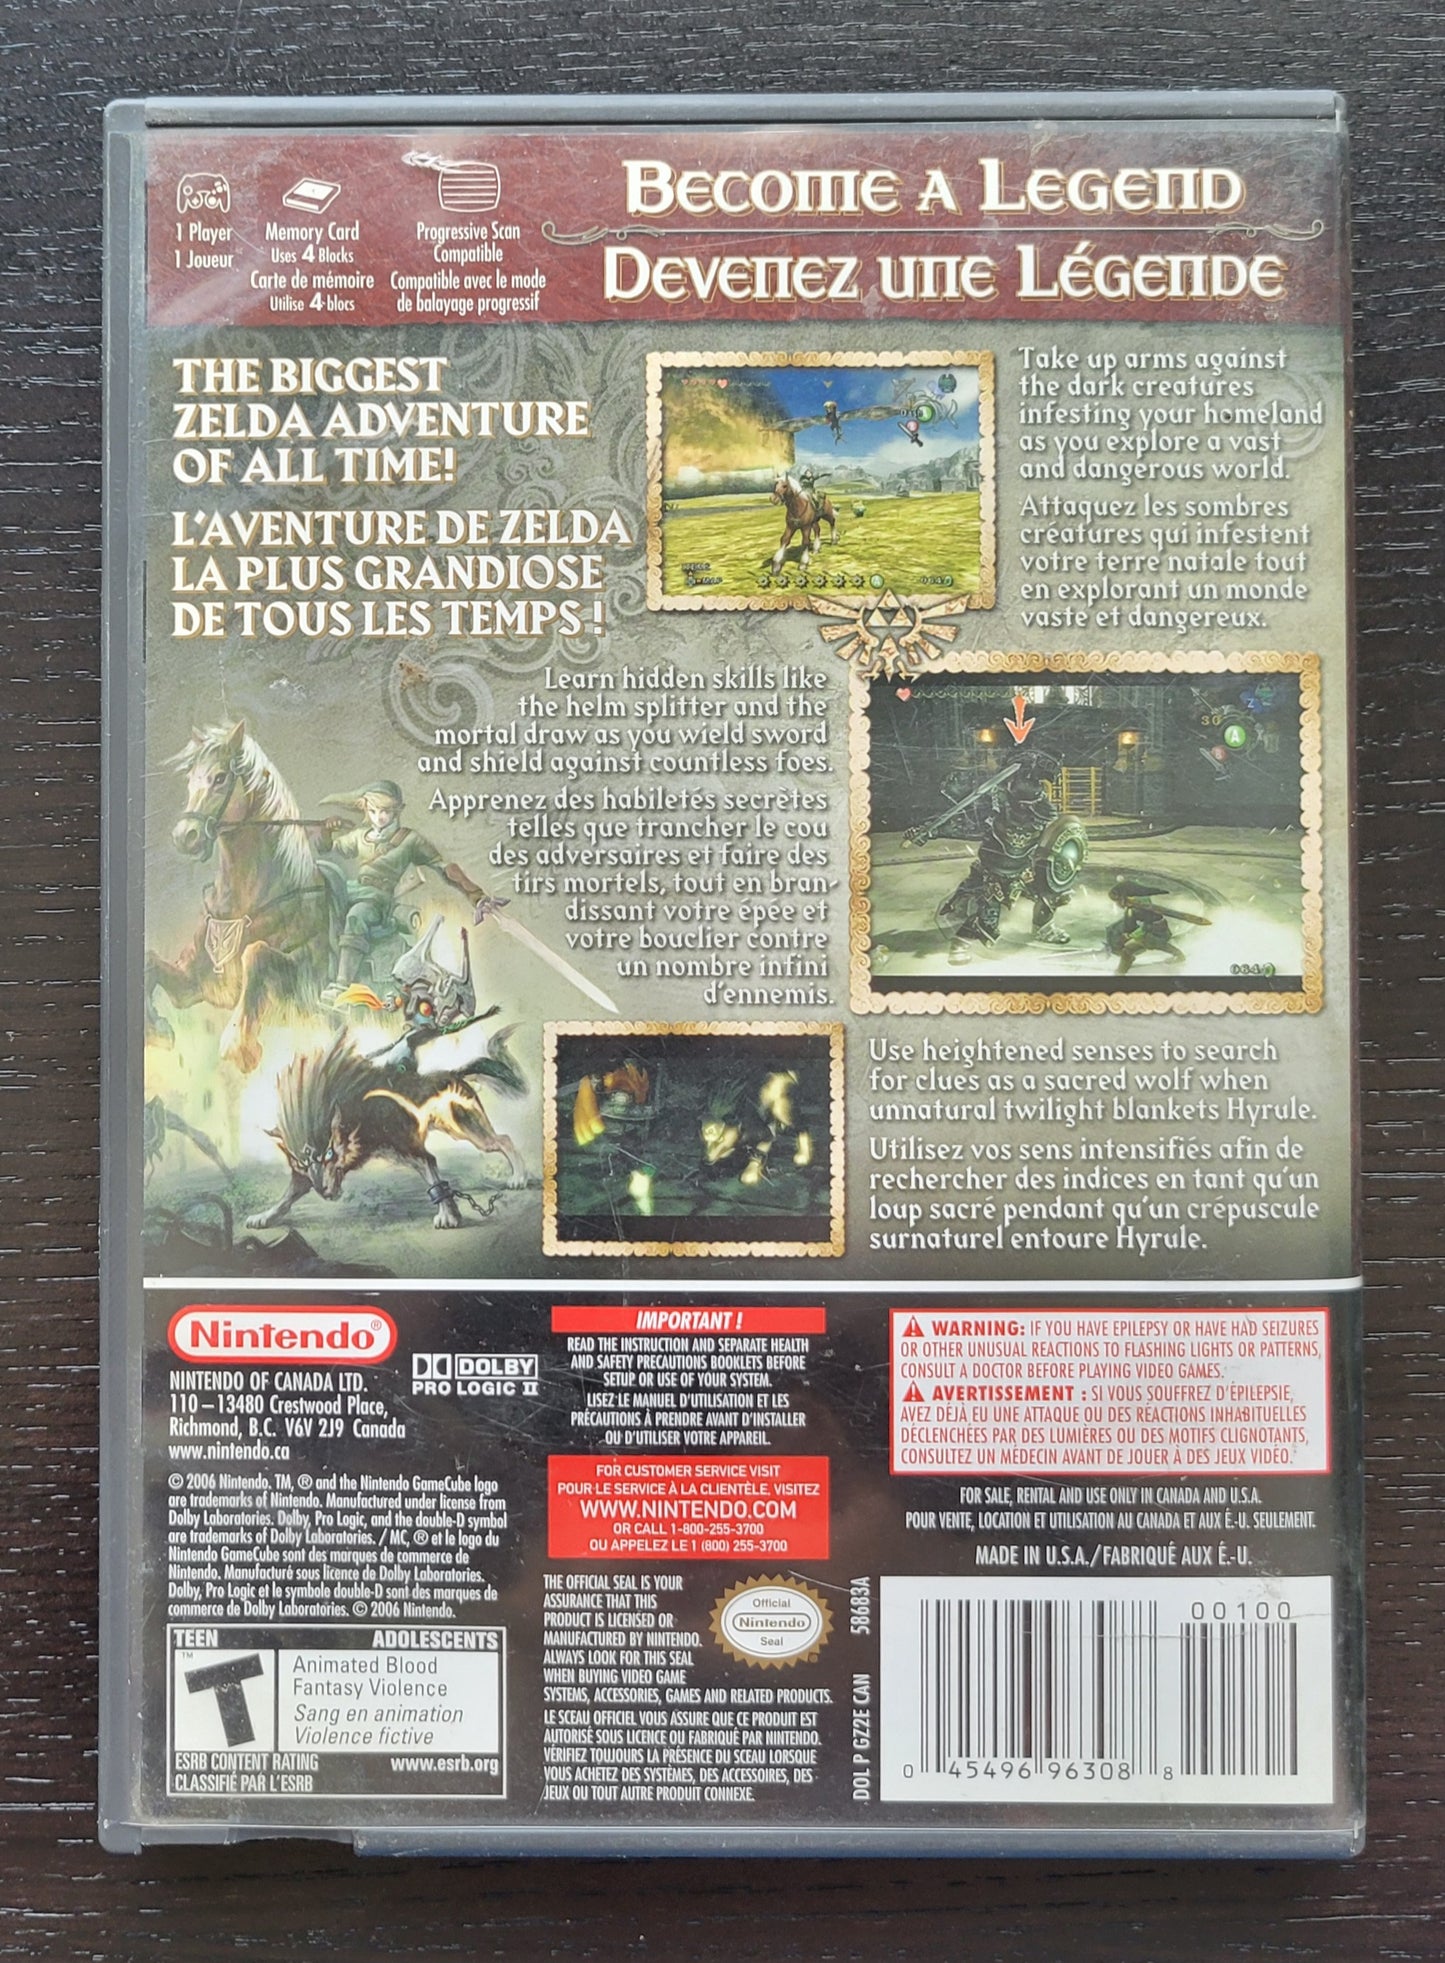 BECOME A LEGEND
DEVENEZ UNE LÉGENDE
1 Player
1 Joueur
Memory Card
Uses 4 Blocks
Carte de mémoire
Utilise 4 blocs
Progressive Scan
Compatible
Compatible avec le mode
de balayage progressif
THE BIGGEST
ZELDA ADVENTURE
OF ALL TIME!
L'AVENTURE DE ZELDA
LA PLUS GRANDIOSE
DE TOUS LES TEMPS !
Take up arms against
the dark creatures
infesting your homeland
as you explore a vast
and dangerous world.
Attaquez les sombres
créatures qui infestent
votre terre natale tout
en explorant un monde
vaste et dangereux.
Learn hidden skills like
the helm splitter and the
mortal draw as you wield sword
and shield against countless foes.
Apprenez des habiletés secrètes
telles que trancher le cou
des adversaires et faire des
tirs mortels, tout en bran-
dissant votre épée et
votre bouclier contre
un nombre infini
d'ennemis.
30
A
064
Use heightened senses to search
for clues as a sacred wolf when
unnatural twilight blankets Hyrule.
Utilisez vos sens intensifiés afin de
rechercher des indices en tant qu'un
loup sacré pendant qu'un crépuscule
surnaturel entoure Hyrule.
Nintendo®
NINTENDO OF CANADA LTD.
110–13480 Crestwood Place,
Richmond, B.C. V6V 2J9 Canada
www.nintendo.ca
DOLBY
PRO LOGIC II
© 2006 Nintendo. TM, ® and the Nintendo GameCube logo
are trademarks of Nintendo. Manufactured under license from
Dolby Laboratories. Dolby, Pro Logic, and the double-D symbol
are trademarks of Dolby Laboratories. / MC, ® et le logo du
Nintendo GameCube sont des marques de commerce de
Nintendo. Manufacturé sous licence de Dolby Laboratories.
Dolby, Pro Logic et le symbole double-D sont des marques de
commerce de Dolby Laboratories. © 2006 Nintendo.
TEEN ADOLESCENTS
T
TM
Animated Blood
Fantasy Violence
Sang en animation
Violence fictive
ESRB CONTENT RATING www.esrb.org
CLASSIFIÉ PAR L'ESRB
IMPORTANT !
READ THE INSTRUCTION AND SEPARATE HEALTH
AND SAFETY PRECAUTIONS BOOKLETS BEFORE
SETUP OR USE OF YOUR SYSTEM.
LISEZ LE MANUEL D'UTILISATION ET LES
PRÉCAUTIONS À PRENDRE AVANT D'INSTALLER
OU D'UTILISER VOTRE APPAREIL.
FOR CUSTOMER SERVICE VISIT
POUR LE SERVICE À LA CLIENTÈLE, VISITEZ
WWW.NINTENDO.COM
OR CALL 1-800-255-3700
OU APPELEZ LE 1 (800) 255-3700
THE OFFICIAL SEAL IS YOUR
ASSURANCE THAT THIS
PRODUCT IS LICENSED OR
MANUFACTURED BY NINTENDO.
ALWAYS LOOK FOR THIS SEAL
WHEN BUYING VIDEO GAME
SYSTEMS, ACCESSORIES, GAMES AND RELATED PRODUCTS.
LE SCEAU OFFICIEL VOUS ASSURE QUE CE PRODUIT EST
AUTORISÉ SOUS LICENCE OU FABRIQUÉ PAR NINTENDO.
VÉRIFIEZ TOUJOURS LA PRÉSENCE DU SCEAU LORSQUE
VOUS ACHETEZ DES SYSTÈMES, DES ACCESSOIRES, DES
JEUX OU TOUT AUTRE PRODUIT CONNEXE.
Official
Nintendo
Seal
WARNING: IF YOU HAVE EPILEPSY OR HAVE HAD SEIZURES
OR OTHER UNUSUAL REACTIONS TO FLASHING LIGHTS OR PATTERNS,
CONSULT A DOCTOR BEFORE PLAYING VIDEO GAMES.
AVERTISSEMENT : SI VOUS SOUFFREZ D'ÉPILEPSIE,
AVEZ DÉJÀ EU UNE ATTAQUE OU DES RÉACTIONS INHABITUELLES
DÉCLENCHÉES PAR DES LUMIÈRES OU DES MOTIFS CLIGNOTANTS,
CONSULTEZ UN MÉDECIN AVANT DE JOUER À DES JEUX VIDÉO.
FOR SALE, RENTAL AND USE ONLY IN CANADA AND U.S.A.
POUR VENTE, LOCATION ET UTILISATION AU CANADA ET AUX É.-U. SEULEMENT.
MADE IN U.S.A./FABRIQUÉ AUX É.-U.
DOL P GZ2E CAN 58683A
00100
0 45496 96308 8